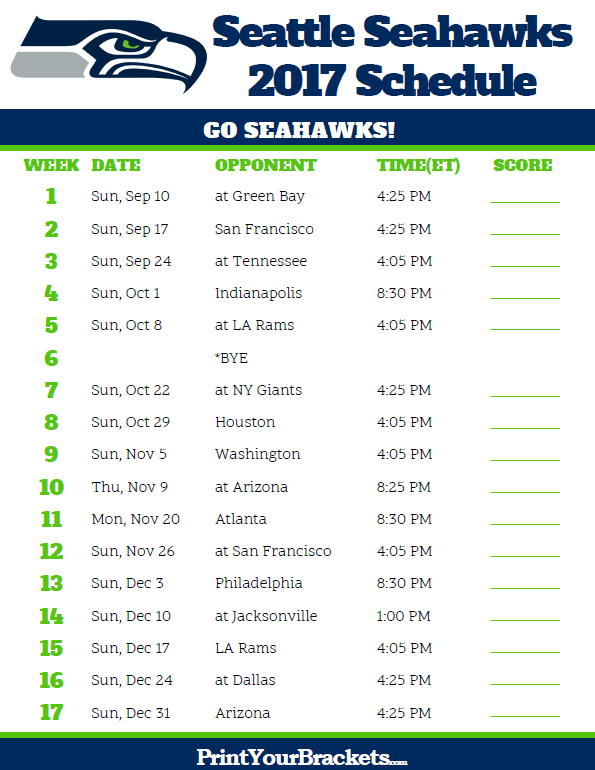 Seattle Seahawks
2017 Schedule
GO SEAHAWKS!
WEEK DATE OPPONENT TIME(ET) SCORE
1 Sun, Sep 10 at Green Bay 4:25 PM
2 Sun, Sep 17 San Francisco 4:25 PM
3 Sun, Sep 24 at Tennessee 4:05 PM
4 Sun, Oct 1 Indianapolis 8:30 PM
5 Sun, Oct 8 at LA Rams 4:05 PM
6 *BYE
7 Sun, Oct 22 at NY Giants 4:25 PM
8 Sun, Oct 29 Houston 4:05 PM
9 Sun, Nov 5 Washington 4:05 PM
10 Thu, Nov 9 at Arizona 8:25 PM
11 Mon, Nov 20 Atlanta 8:30 PM
12 Sun, Nov 26 at San Francisco 4:05 PM
13 Sun, Dec 3 Philadelphia 8:30 PM
14 Sun, Dec 10 at Jacksonville 1:00 PM
15 Sun, Dec 17 LA Rams 4:05 PM
16 Sun, Dec 24 at Dallas 4:25 PM
17 Sun, Dec 31 Arizona 4:25 PM
PrintYourBrackets.com